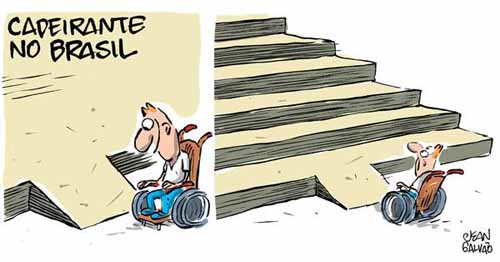 CADEIRANTE
NO BRASIL
JEAN
GALVÃO